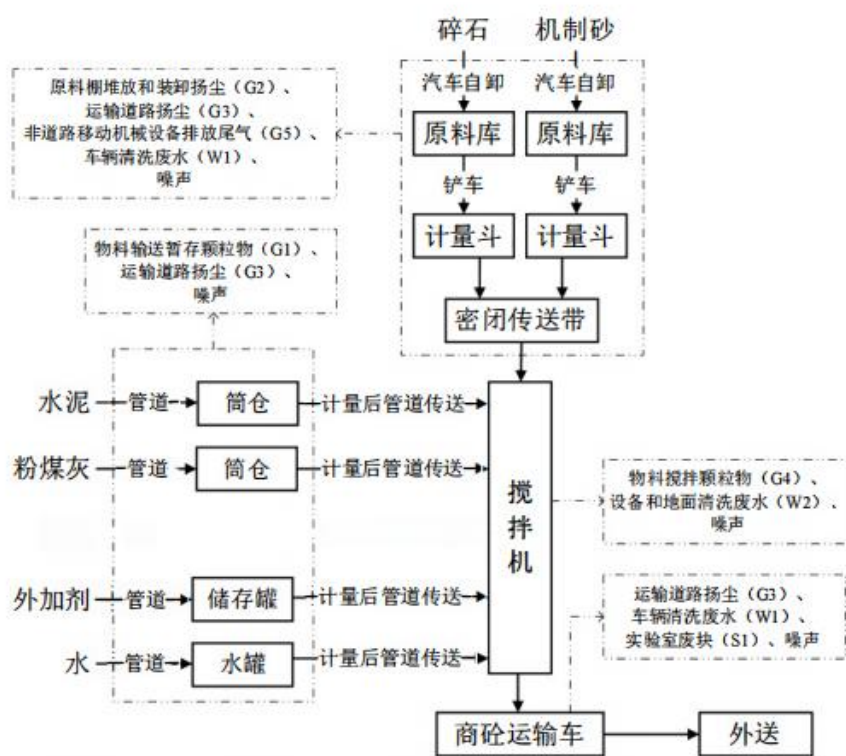 碎石 机制砂
汽车自卸 汽车自卸
原料库 原料库
铲车 铲车
计量斗 计量斗
密闭传送带
原料棚堆放和装卸扬尘（G2）、
运输道路扬尘（G3）、
非道路移动机械设备排放尾气（G5）、
车辆清洗废水（W1）、
噪声
物料输送暂存颗粒物（G1）、
运输道路扬尘（G3）、
噪声
水泥 管道 筒仓 计量后管道传送
粉煤灰 管道 筒仓 计量后管道传送
外加剂 管道 储存罐 计量后管道传送
水 管道 水罐 计量后管道传送
搅拌机
物料搅拌颗粒物（G4）、
设备和地面清洗废水（W2）、
噪声
运输道路扬尘（G3）、
车辆清洗废水（W1）、
实验室废块（S1）、噪声
商砼运输车 外送